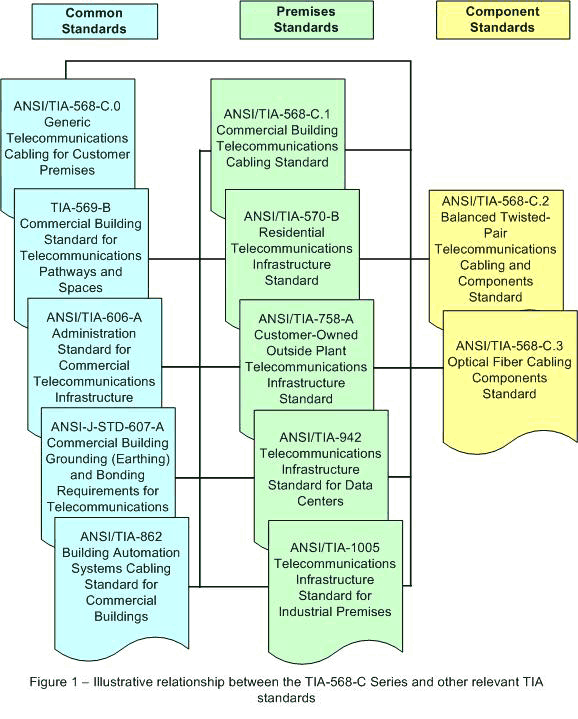 Common
Standards
Premises
Standards
Component
Standards
ANSI/TIA-568-C.0
Generic
Telecommunications
Cabling for Customer
Premises
TIA-569-B
Commercial Building
Standard for
Telecommunications
Pathways and
Spaces
ANSI/TIA-606-A
Administration
Standard for
Commercial
Telecommunications
Infrastructure
ANSI-J-STD-607-A
Commercial Building
Grounding (Earthing)
and Bonding
Requirements for
Telecommunications
ANSI/TIA-862
Building Automation
Systems Cabling
Standard for
Commercial
Buildings
ANSI/TIA-568-C.1
Commercial Building
Telecommunications
Cabling Standard
ANSI/TIA-570-B
Residential
Telecommunications
Infrastructure
Standard
ANSI/TIA-758-A
Customer-Owned
Outside Plant
Telecommunications
Infrastructure
Standard
ANSI/TIA-942
Telecommunications
Infrastructure
Standard for Data
Centers
ANSI/TIA-1005
Telecommunications
Infrastructure
Standard for
Industrial Premises
ANSI/TIA-568-C.2
Balanced Twisted-
Pair
Telecommunications
Cabling and
Components
Standard
ANSI/TIA-568-C.3
Optical Fiber Cabling
Components
Standard
Figure 1 – Illustrative relationship between the TIA-568-C Series and other relevant TIA
standards